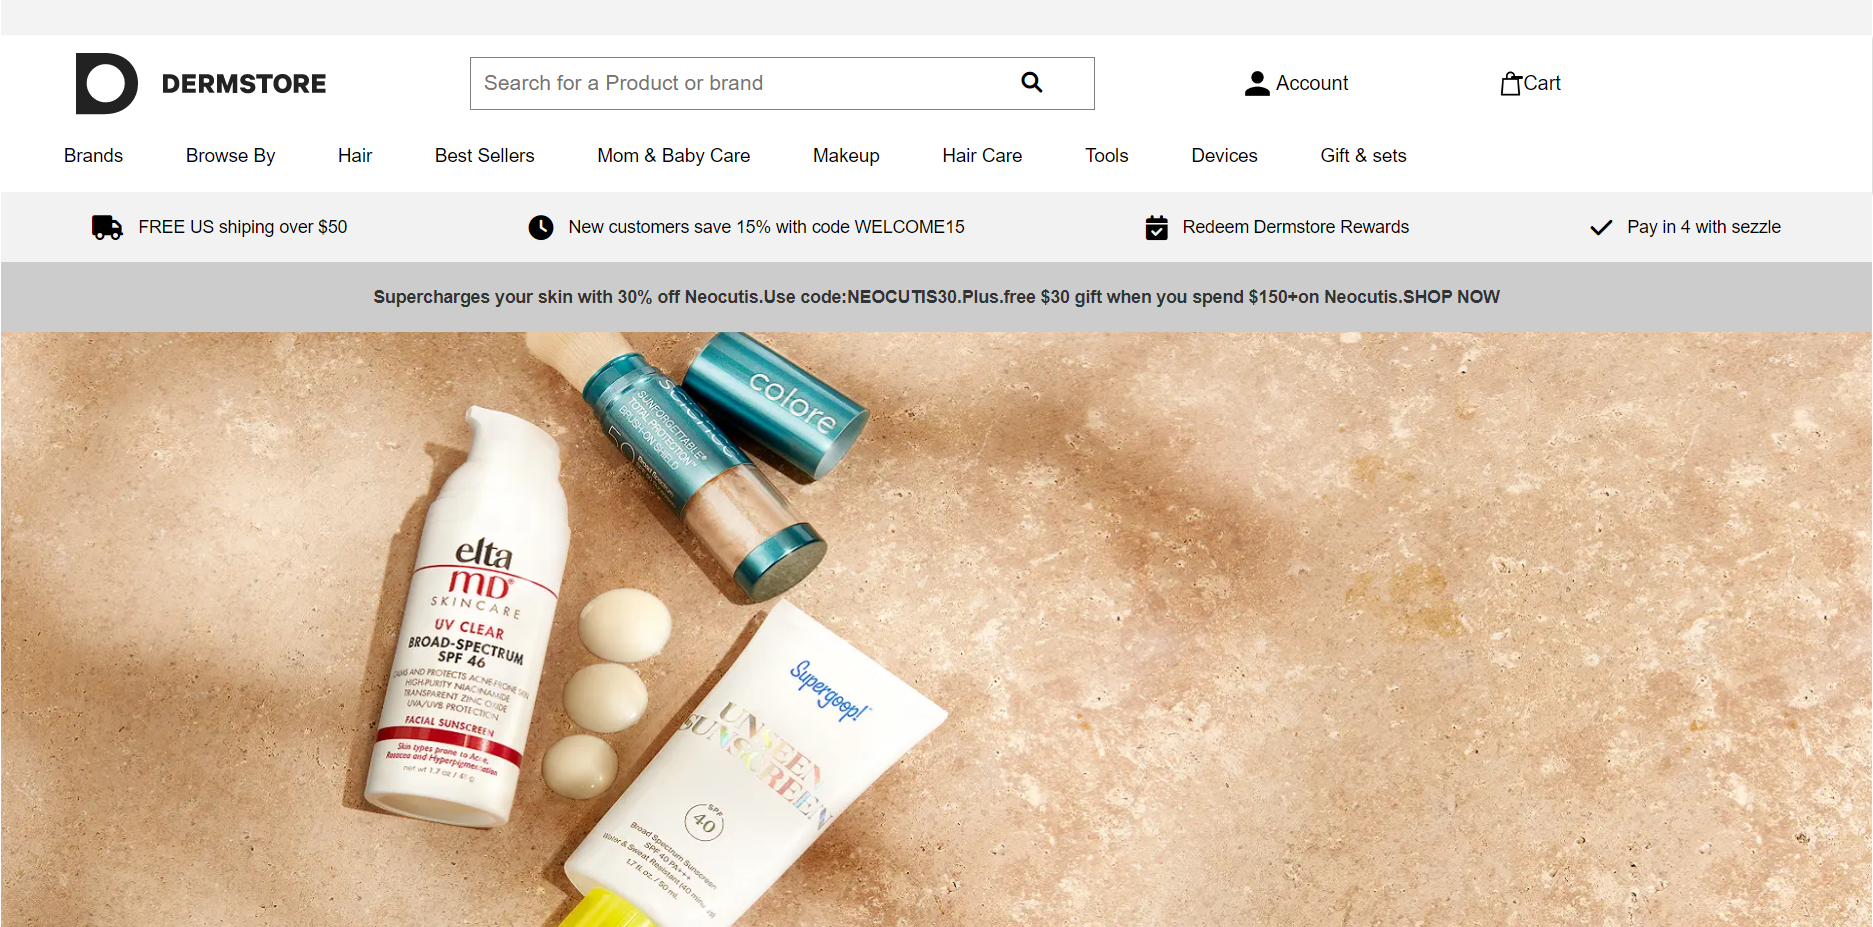 DERMSTORE
Search for a Product or brand
Account
Cart
Brands
Browse By
Hair
Best Sellers
Mom & Baby Care
Makeup
Hair Care
Tools
Devices
Gift & sets
FREE US shiping over $50
New customers save 15% with code WELCOME15
Redeem Dermstore Rewards
Pay in 4 with sezzle
Supercharges your skin with 30% off Neocutis.Use code:NEOCUTIS30.Plus.free $30 gift when you spend $150+on Neocutis.SHOP NOW
colore
SUNFORGETTABLE®
TOTAL PROTECTION™
BRUSH-ON SHIELD
50
Broad Spectrum
elta
MD®
SKINCARE
UV CLEAR
BROAD-SPECTRUM
SPF 46
CALMS AND PROTECTS ACNE-PRONE SKIN
HIGH-PURITY NIACINAMIDE
TRANSPARENT ZINC OXIDE
UVA/UVB PROTECTION
FACIAL SUNSCREEN
Skin types prone to Acne,
Rosacea and Hyperpigmentation
net wt 1.7 oz / 48 g
Supergoop!™
UNSEEN
SUNSCREEN
SPF
40
Broad Spectrum Sunscreen
SPF 40 PA+++
Water & Sweat Resistant (40 minutes)
1.7 fl. oz. / 50 mL